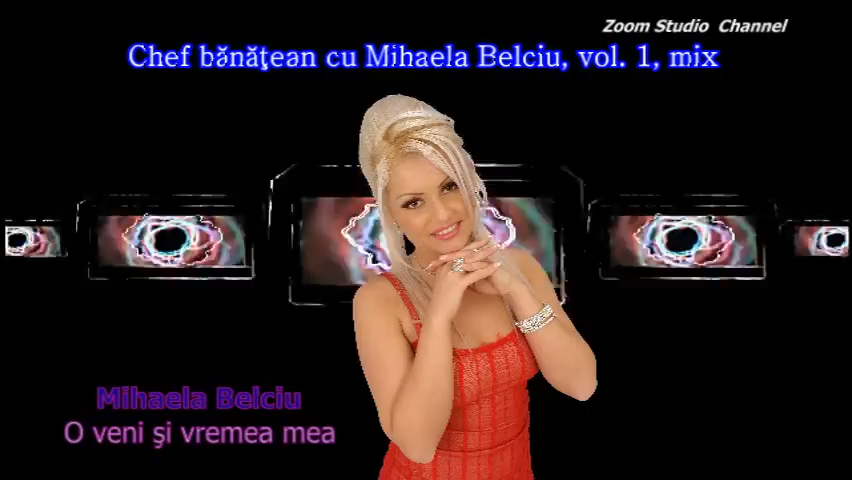 Zoom Studio Channel
Chef bănăţean cu Mihaela Belciu, vol. 1, mix
Mihaela Belciu
O veni şi vremea mea